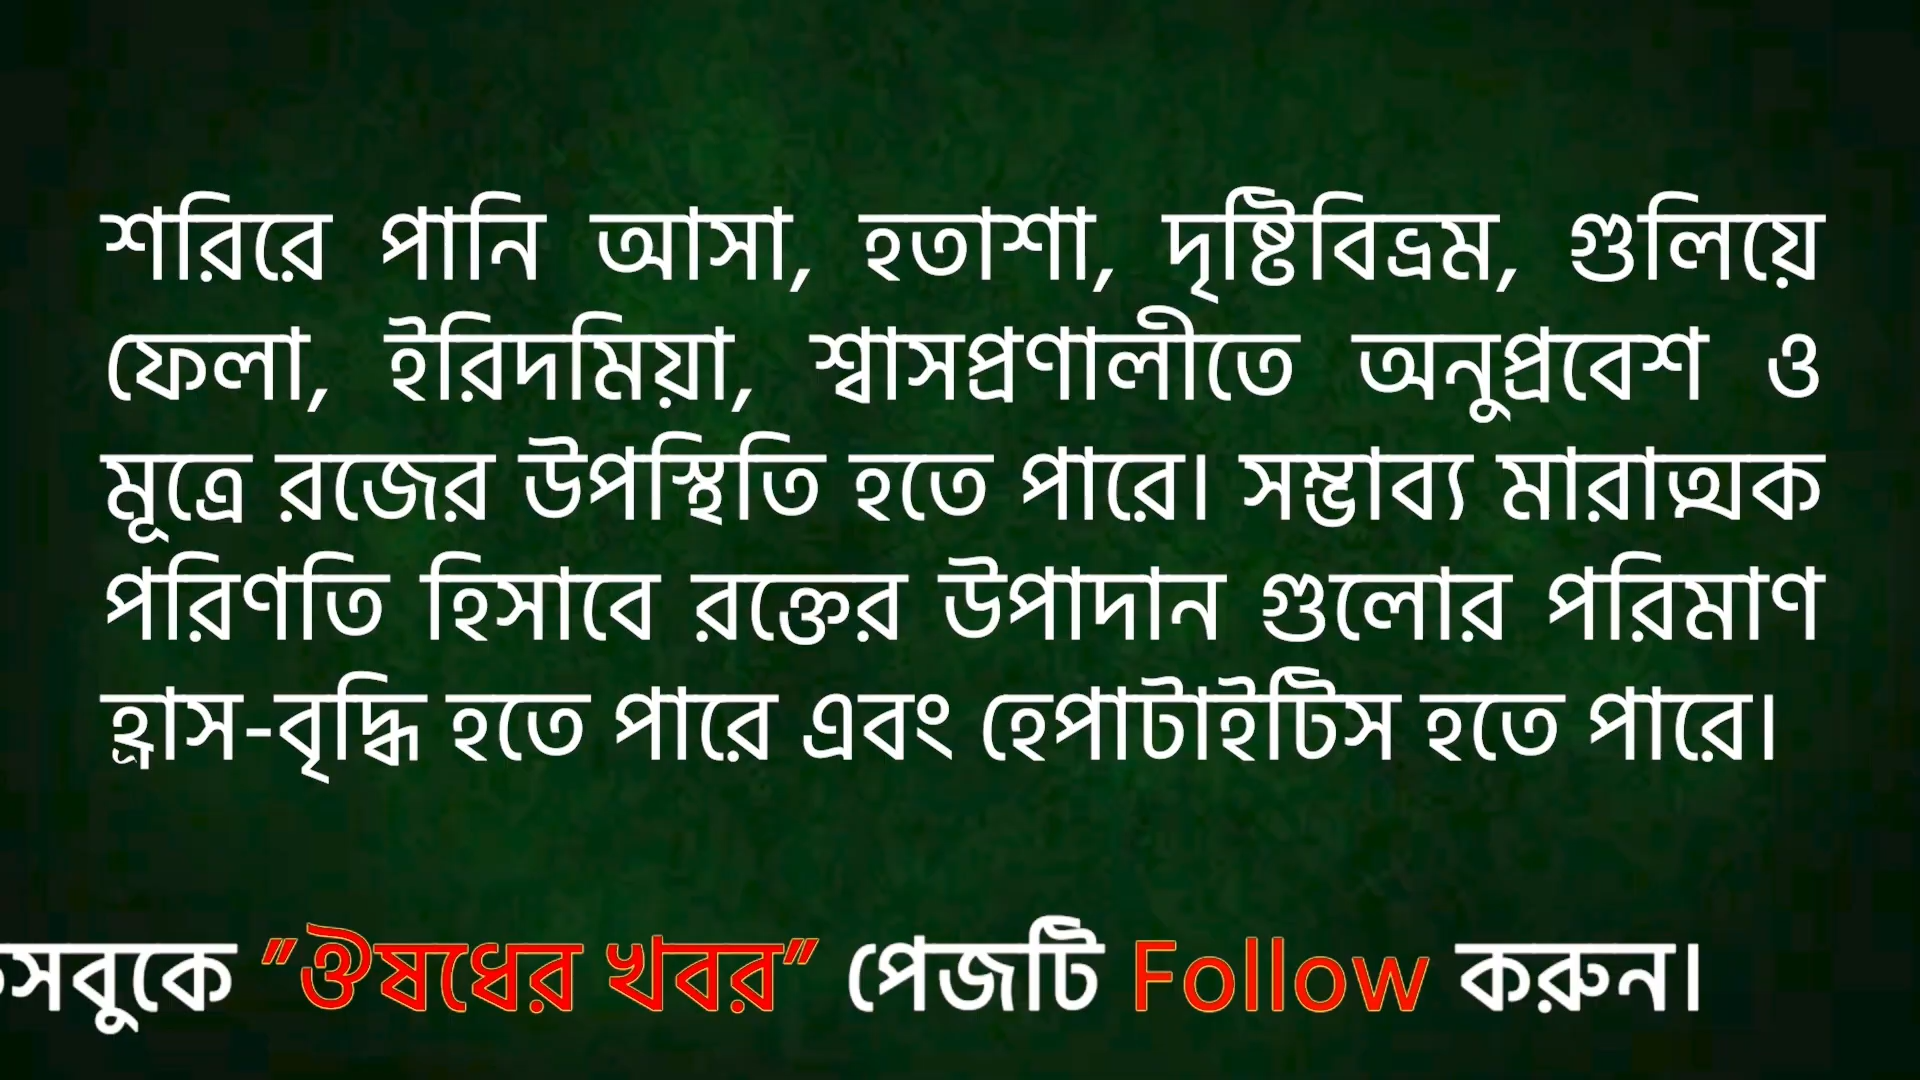 শরিরে পানি আসা, হতাশা, দৃষ্টিবিভ্রম, গুলিয়ে
ফেলা, ইরিদমিয়া, শ্বাসপ্রণালীতে অনুপ্রবেশ ও
মূত্রে রজের উপস্থিতি হতে পারে। সম্ভাব্য মারাত্মক
পরিণতি হিসাবে রক্তের উপাদান গুলোর পরিমাণ
হ্রাস-বৃদ্ধি হতে পারে এবং হেপাটাইটিস হতে পারে।
"ঔষধের খবর" পেজটি Follow করুন।